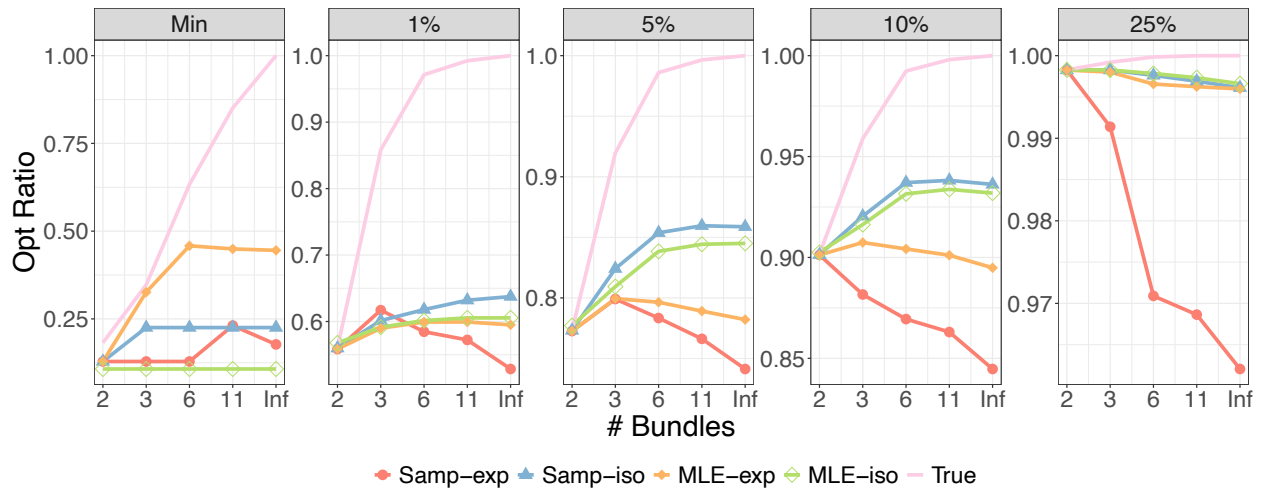 Min 1% 5% 10% 25%
1.00 1.0 1.0 1.00 1.00
0.75 0.9 0.9 0.95 0.99
0.50 0.8 0.8 0.90 0.98
0.25 0.7 0.85 0.97
0.6
Opt Ratio
2 3 6 11 Inf 2 3 6 11 Inf 2 3 6 11 Inf 2 3 6 11 Inf 2 3 6 11 Inf
# Bundles
Samp−exp Samp−iso MLE−exp MLE−iso True